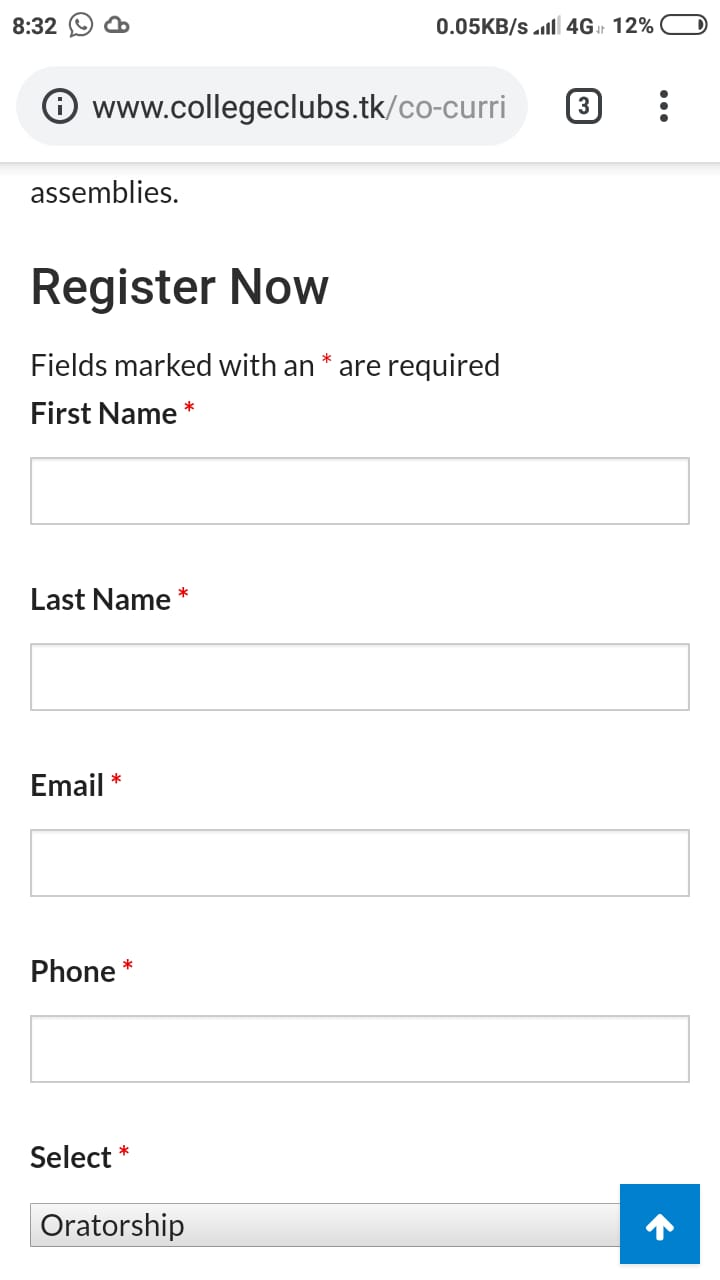 8:32 0.05KB/s 4G 12%
www.collegeclubs.tk/co-curri 3
assemblies.
Register Now
Fields marked with an * are required
First Name *
Last Name *
Email *
Phone *
Select *
Oratorship